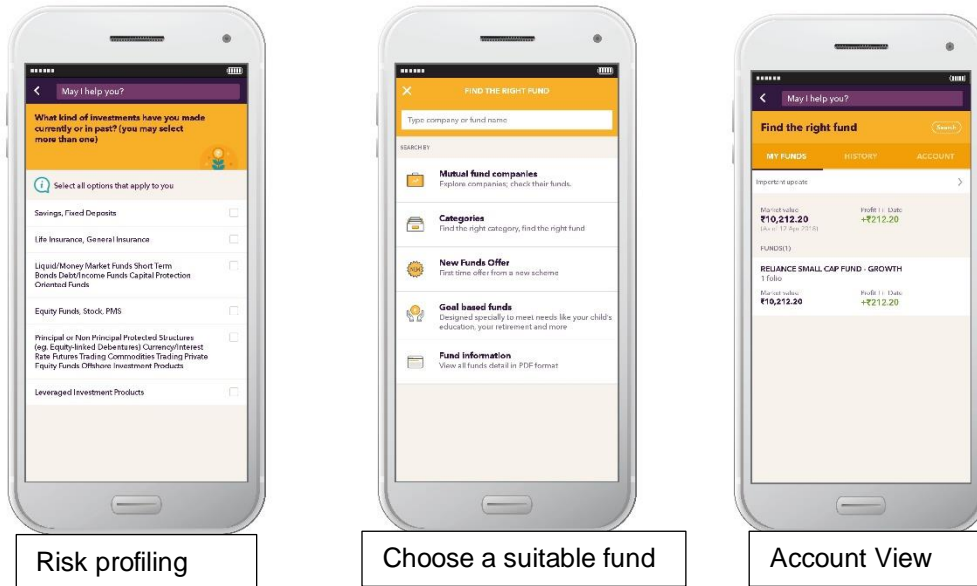 May I help you?
What kind of investments have you made
currently or in past? (you may select
more than one)
Select all options that apply to you
Savings, Fixed Deposits
Life Insurance, General Insurance
Liquid/Money Market Funds Short Term
Bonds Debt/Income Funds Capital Protection
Oriented Funds
Equity Funds, Stock, PMS
Principal or Non Principal Protected Structures
(eg. Equity-linked Debentures) Currency/Interest
Rate Futures Trading Commodities Trading Private
Equity Funds Offshore Investment Products
Leveraged Investment Products
Risk profiling
FIND THE RIGHT FUND
Type company or fund name
SEARCH BY
Mutual fund companies
Explore companies; check their funds.
Categories
Find the right category, find the right fund
NEW
New Funds Offer
First time offer from a new scheme
Goal based funds
Designed specially to meet needs like your child's
education, your retirement and more
Fund information
View all funds detail in PDF format
Choose a suitable fund
May I help you?
Find the right fund
Search
MY FUNDS HISTORY ACCOUNT
Important update
Market value Profit Date
₹10,212.20 +₹212.20
(As of 12 Apr 2018)
FUNDS(1)
RELIANCE SMALL CAP FUND - GROWTH
1 folio
Market value Profit Date
₹10,212.20 +₹212.20
Account View